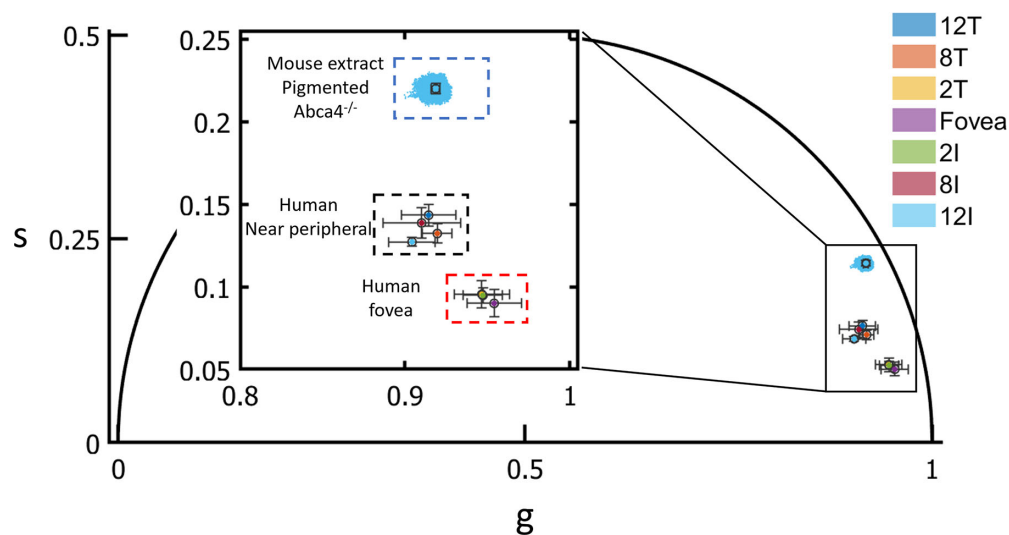 0.5
0.25
0
s
0
0.5
1
g
0.25
0.2
0.15
0.1
0.05
0.8
0.9
1
Mouse extract
Pigmented
Abca4-/-
Human
Near peripheral
Human
fovea
12T
8T
2T
Fovea
2I
8I
12I